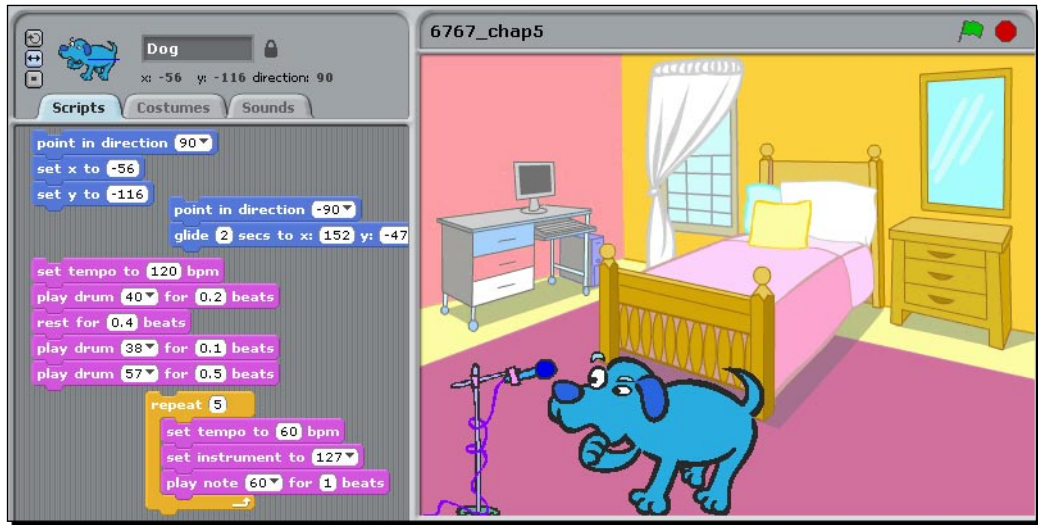 Dog
x: -56 y: -116 direction: 90
Scripts Costumes Sounds
point in direction 90
set x to -56
set y to -116
point in direction -90
glide 2 secs to x: 152 y: -47
set tempo to 120 bpm
play drum 40 for 0.2 beats
rest for 0.4 beats
play drum 38 for 0.1 beats
play drum 57 for 0.5 beats
repeat 5
set tempo to 60 bpm
set instrument to 127
play note 60 for 1 beats
6767_chap5